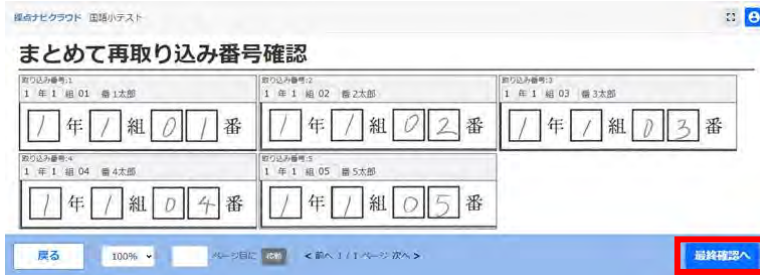 採点ナビクラウド 国語小テスト
まとめて再取り込み番号確認
取り込み番号:1
1 年 1 組 01 番 1太郎
1 年 1 組 0 1 番
取り込み番号:2
1 年 1 組 02 番 2太郎
1 年 1 組 0 2 番
取り込み番号:3
1 年 1 組 03 番 3太郎
1 年 1 組 0 3 番
取り込み番号:4
1 年 1 組 04 番 4太郎
1 年 1 組 0 4 番
取り込み番号:5
1 年 1 組 05 番 5太郎
1 年 1 組 0 5 番
戻る 100% ページ目に 移動 < 前へ 1 / 1 ページ 次へ > 最終確認へ